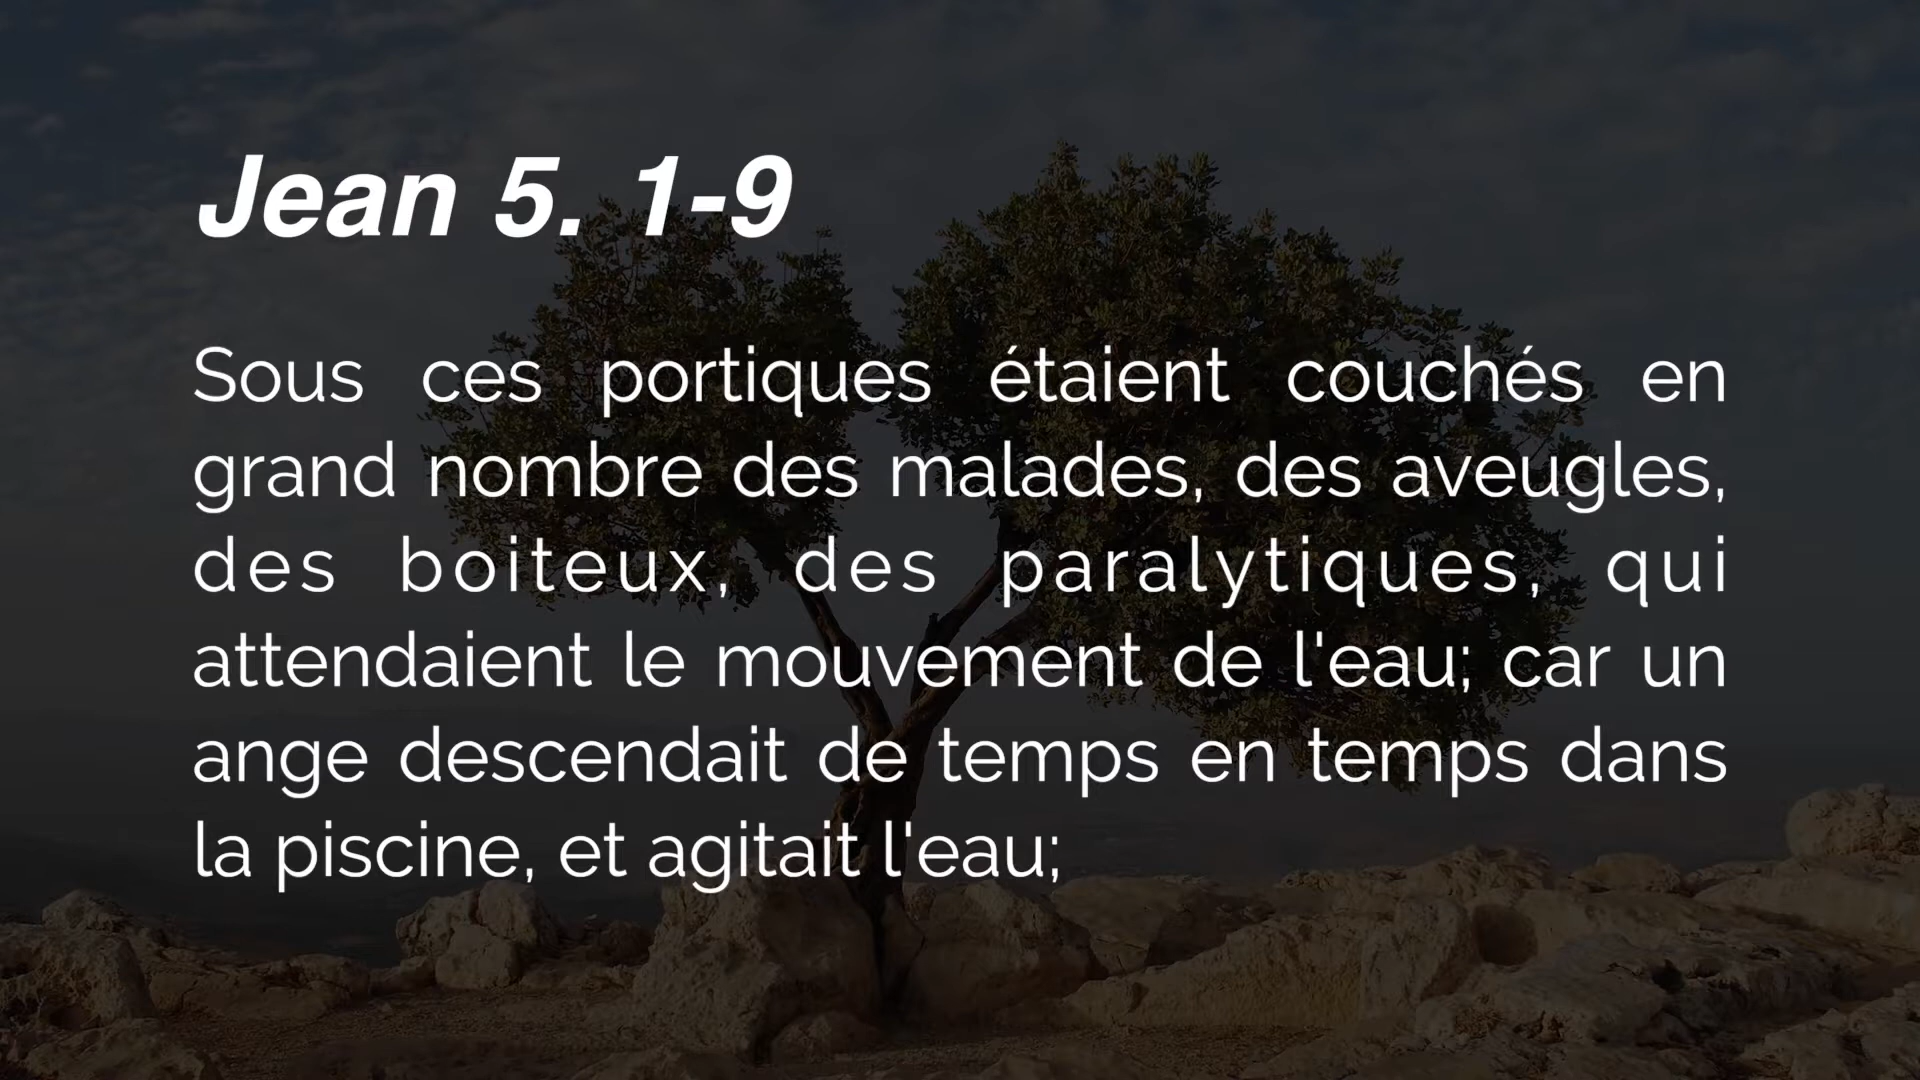 Jean 5. 1-9
Sous ces portiques étaient couchés en
grand nombre des malades, des aveugles,
des boiteux, des paralytiques, qui
attendaient le mouvement de l'eau; car un
ange descendait de temps en temps dans
la piscine, et agitait l'eau;